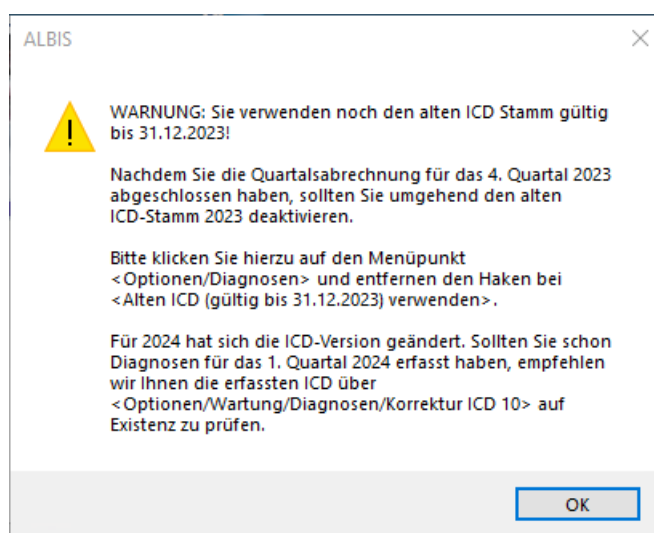 ALBIS
WARNUNG: Sie verwenden noch den alten ICD Stamm gültig
bis 31.12.2023!
Nachdem Sie die Quartalsabrechnung für das 4. Quartal 2023
abgeschlossen haben, sollten Sie umgehend den alten
ICD-Stamm 2023 deaktivieren.
Bitte klicken Sie hierzu auf den Menüpunkt
<Optionen/Diagnosen> und entfernen den Haken bei
<Alten ICD (gültig bis 31.12.2023) verwenden>.
Für 2024 hat sich die ICD-Version geändert. Sollten Sie schon
Diagnosen für das 1. Quartal 2024 erfasst haben, empfehlen
wir Ihnen die erfassten ICD über
<Optionen/Wartung/Diagnosen/Korrektur ICD 10> auf
Existenz zu prüfen.
OK